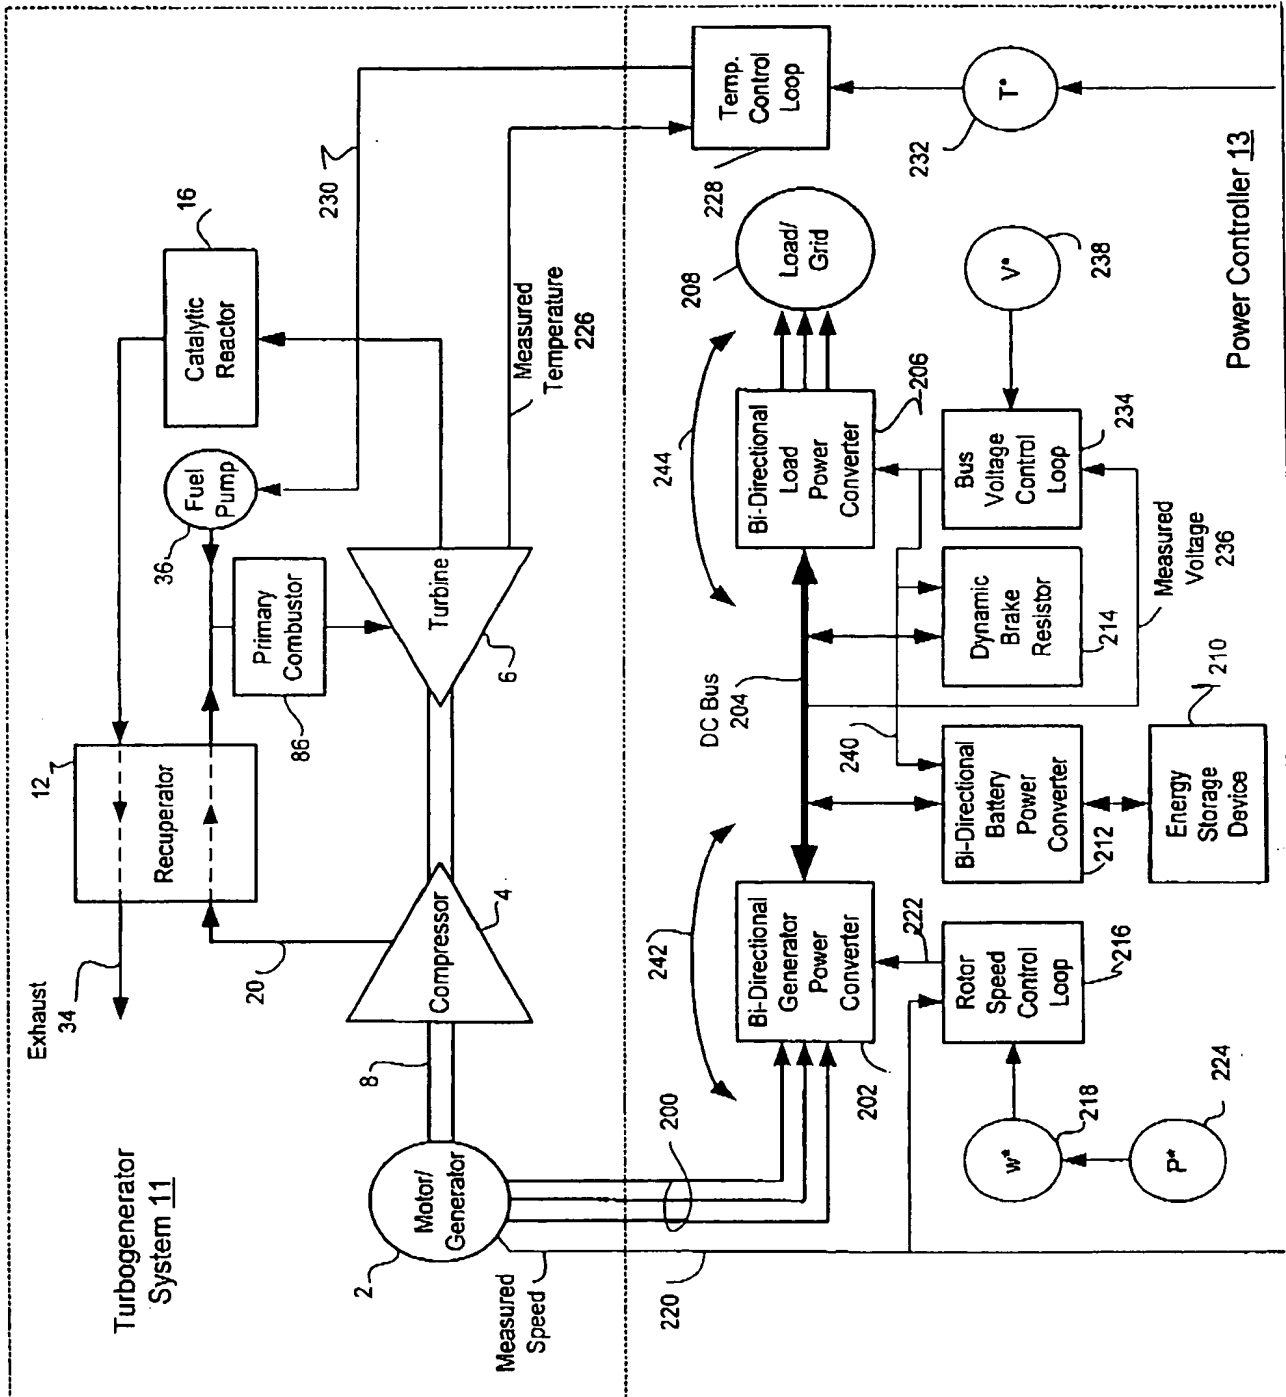 Turbogenerator
System 11
Exhaust
34
12
Recuperator
20
36
Fuel
Pump
16
Catalytic
Reactor
230
Primary
Combustor
86
Motor/
Generator
2
8
Compressor
4
Turbine
6
Measured
Temperature
226
Measured
Speed
220
200
242
Bi-Directional
Generator
Power
Converter
202
DC Bus
204
244
Bi-Directional
Load
Power
Converter
206
Load/
Grid
208
Temp.
Control
Loop
228
T*
232
222
Rotor
Speed
Control
Loop
216
w*
218
P*
224
240
Bi-Directional
Battery
Power
Converter
212
Energy
Storage
Device
210
Dynamic
Brake
Resistor
214
Bus
Voltage
Control
Loop
234
V*
238
Measured
Voltage
236
Power Controller 13